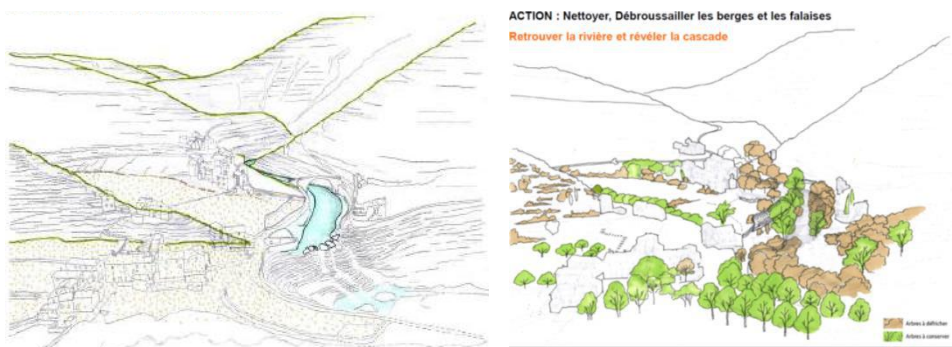 ACTION : Nettoyer, Débroussailler les berges et les falaises
Retrouver la rivière et révéler la cascade
Arbres à défricher
Arbres à conserver